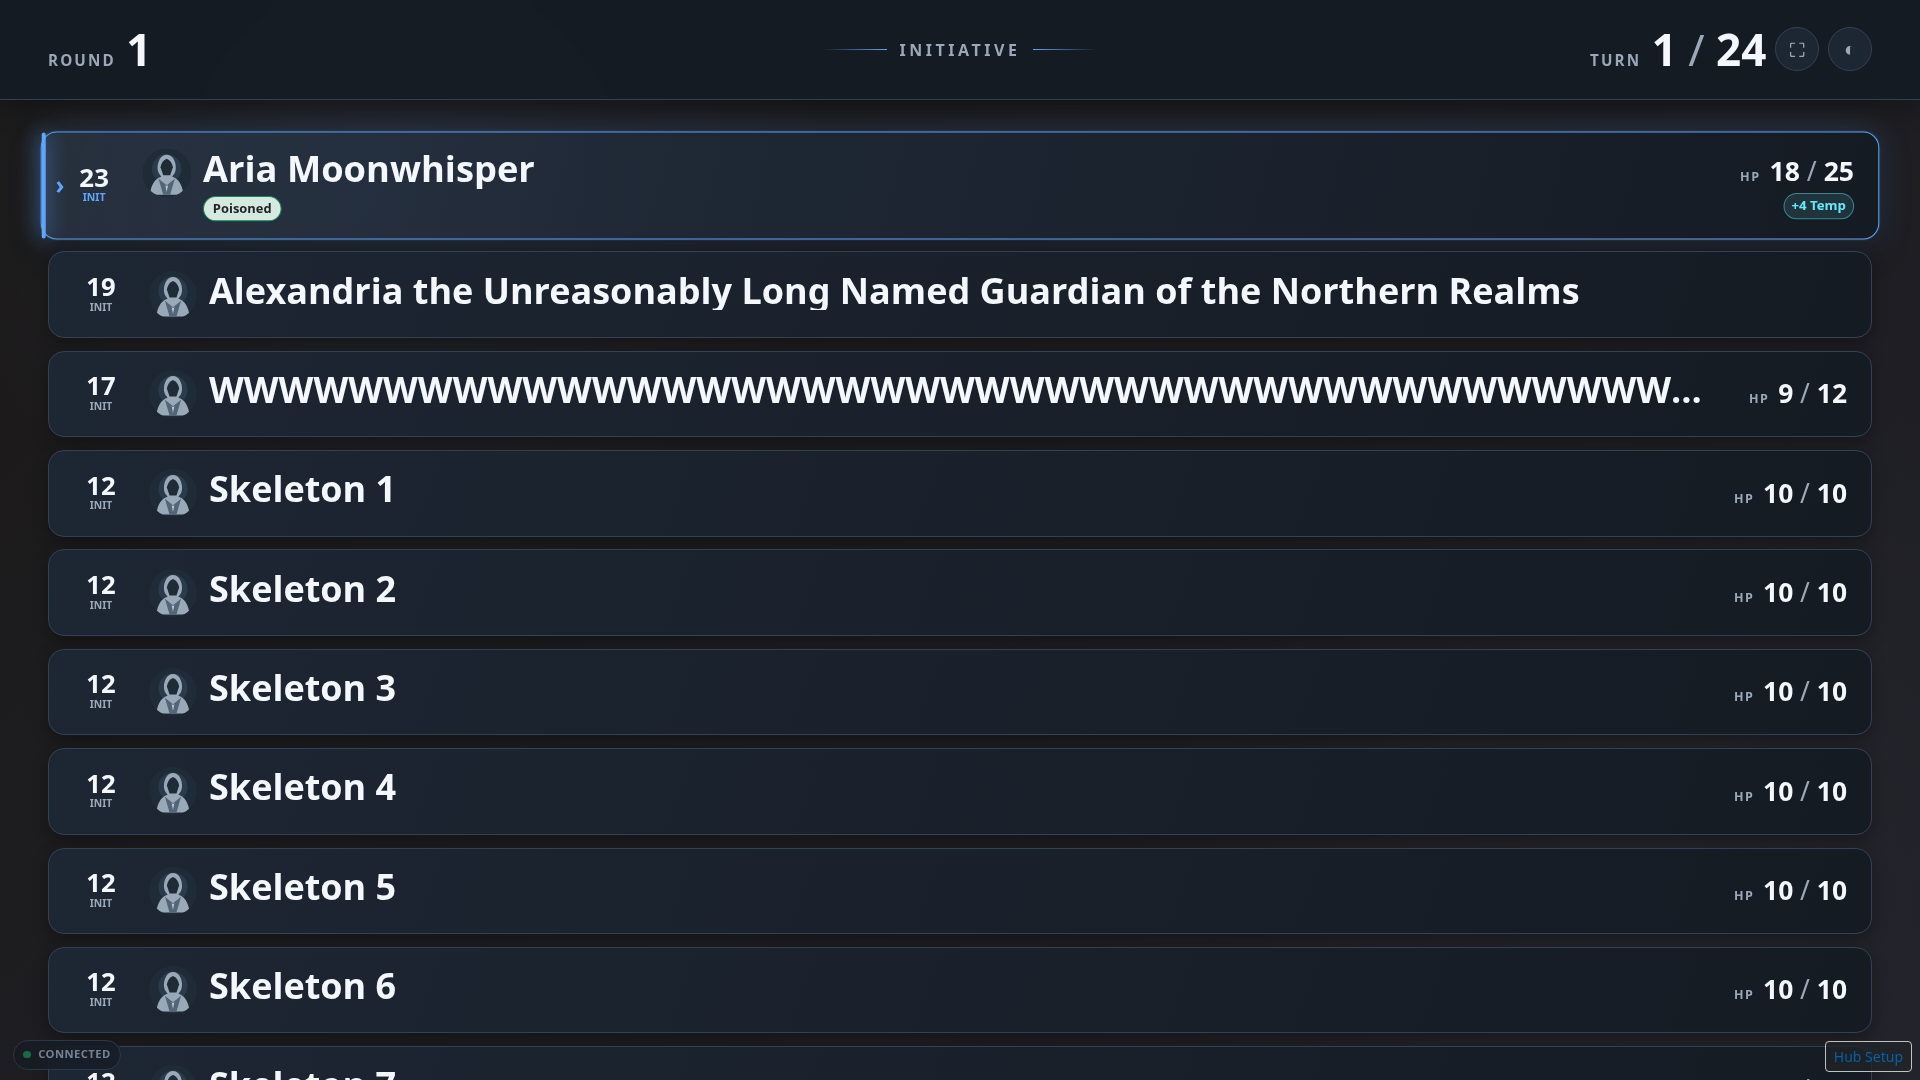 ROUND 1
INITIATIVE
TURN 1 / 24
23
INIT
Aria Moonwhisper
Poisoned
HP 18 / 25
+4 Temp
19
INIT
Alexandria the Unreasonably Long Named Guardian of the Northern Realms
17
INIT
WWWWWWWWWWWWWWWWWWWWWWWWWWWWWWWWWWWWWWWWWW...
HP 9 / 12
12
INIT
Skeleton 1
HP 10 / 10
12
INIT
Skeleton 2
HP 10 / 10
12
INIT
Skeleton 3
HP 10 / 10
12
INIT
Skeleton 4
HP 10 / 10
12
INIT
Skeleton 5
HP 10 / 10
12
INIT
Skeleton 6
HP 10 / 10
CONNECTED
Hub Setup
12
Skeleton 7